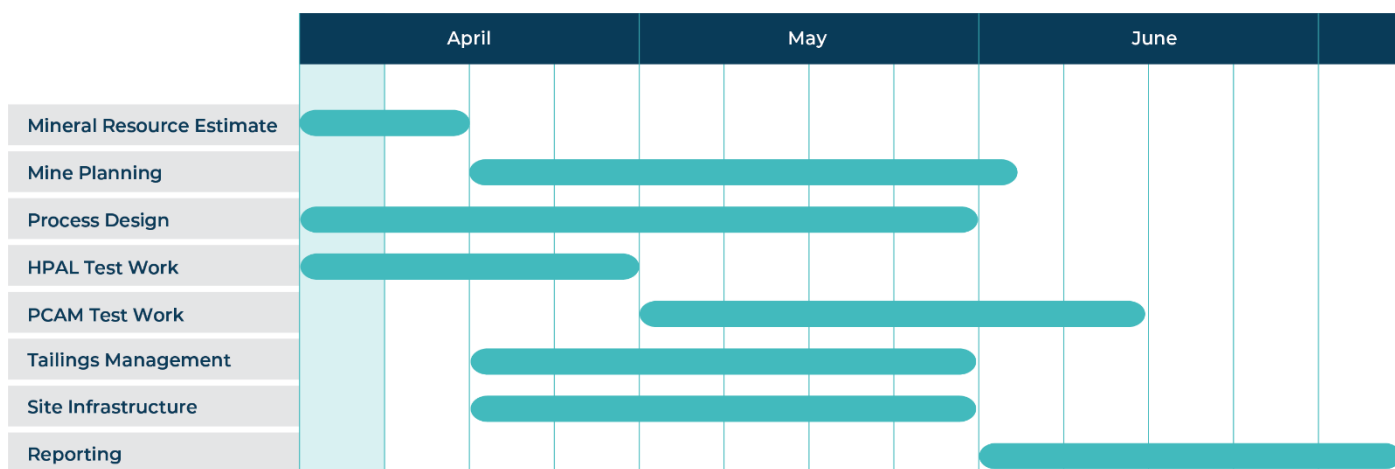 April
May
June
Mineral Resource Estimate
Mine Planning
Process Design
HPAL Test Work
PCAM Test Work
Tailings Management
Site Infrastructure
Reporting